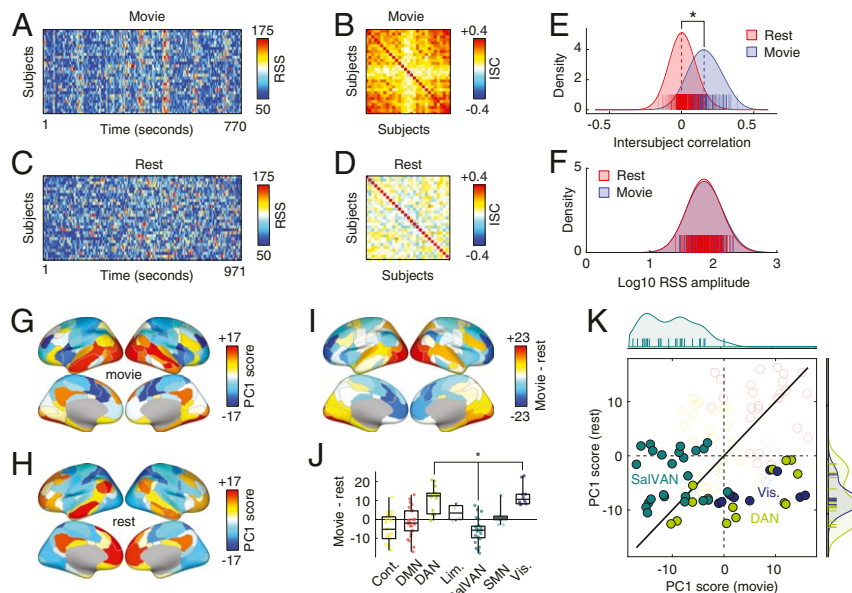 A
Movie
Subjects
1
770
Time (seconds)
175
50
RSS
B
Movie
Subjects
Subjects
+0.4
-0.4
ISC
C
Rest
Subjects
1
971
Time (seconds)
175
50
RSS
D
Rest
Subjects
Subjects
+0.4
-0.4
ISC
E
*
Rest
Movie
Density
0
2
4
-0.5
0
0.5
Intersubject correlation
F
Rest
Movie
Density
0
5
0
1
2
3
Log10 RSS amplitude
G
movie
+17
-17
PC1 score
H
rest
+17
-17
PC1 score
I
+23
-23
Movie - rest
J
*
Movie - rest
20
10
0
-10
Cont.
DMN
DAN
Lim.
SalVAN
SMN
Vis.
K
PC1 score (rest)
10
0
-10
SalVAN
Vis.
DAN
-10
0
10
PC1 score (movie)